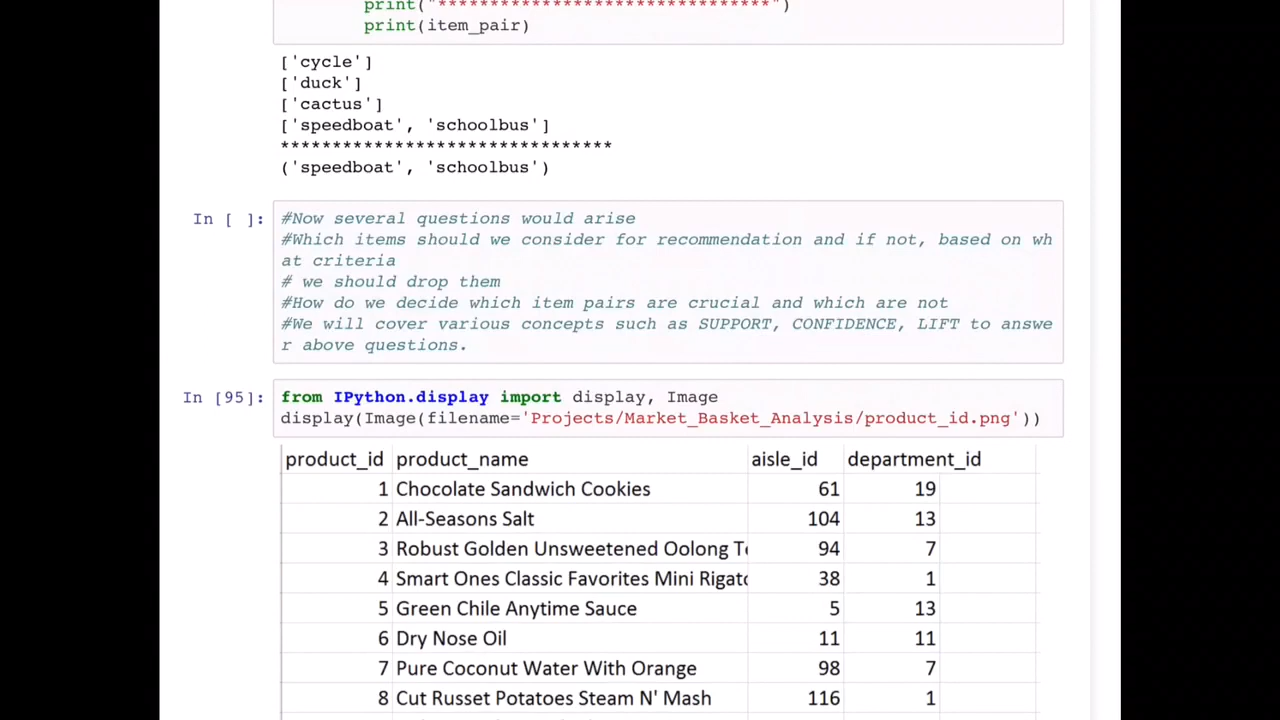 print("********************************")
print(item_pair)
['cycle']
['duck']
['cactus']
['speedboat', 'schoolbus']
********************************
('speedboat', 'schoolbus')
In [ ]: #Now several questions would arise
#Which items should we consider for recommendation and if not, based on wh
at criteria
# we should drop them
#How do we decide which item pairs are crucial and which are not
#We will cover various concepts such as SUPPORT, CONFIDENCE, LIFT to answe
r above questions.
In [95]: from IPython.display import display, Image
display(Image(filename='Projects/Market_Basket_Analysis/product_id.png'))
product_id product_name aisle_id department_id
1 Chocolate Sandwich Cookies 61 19
2 All-Seasons Salt 104 13
3 Robust Golden Unsweetened Oolong 94 7
4 Smart Ones Classic Favorites Mini 38 1
5 Green Chile Anytime Sauce 5 13
6 Dry Nose Oil 11 11
7 Pure Coconut Water With Orange 98 7
8 Cut Russet Potatoes Steam N' Mash 116 1